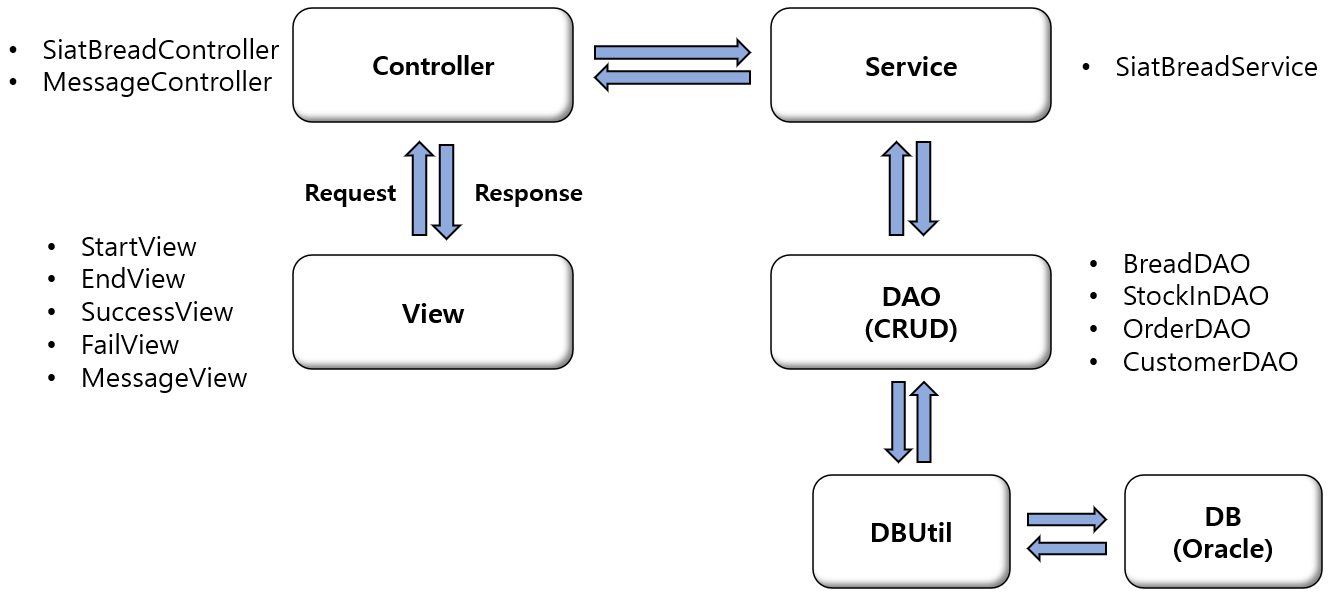 • SiatBreadController
• MessageController
Controller
Service
• SiatBreadService
Request
Response
• StartView
• EndView
• SuccessView
• FailView
• MessageView
View
DAO
(CRUD)
• BreadDAO
• StockInDAO
• OrderDAO
• CustomerDAO
DBUtil
DB
(Oracle)